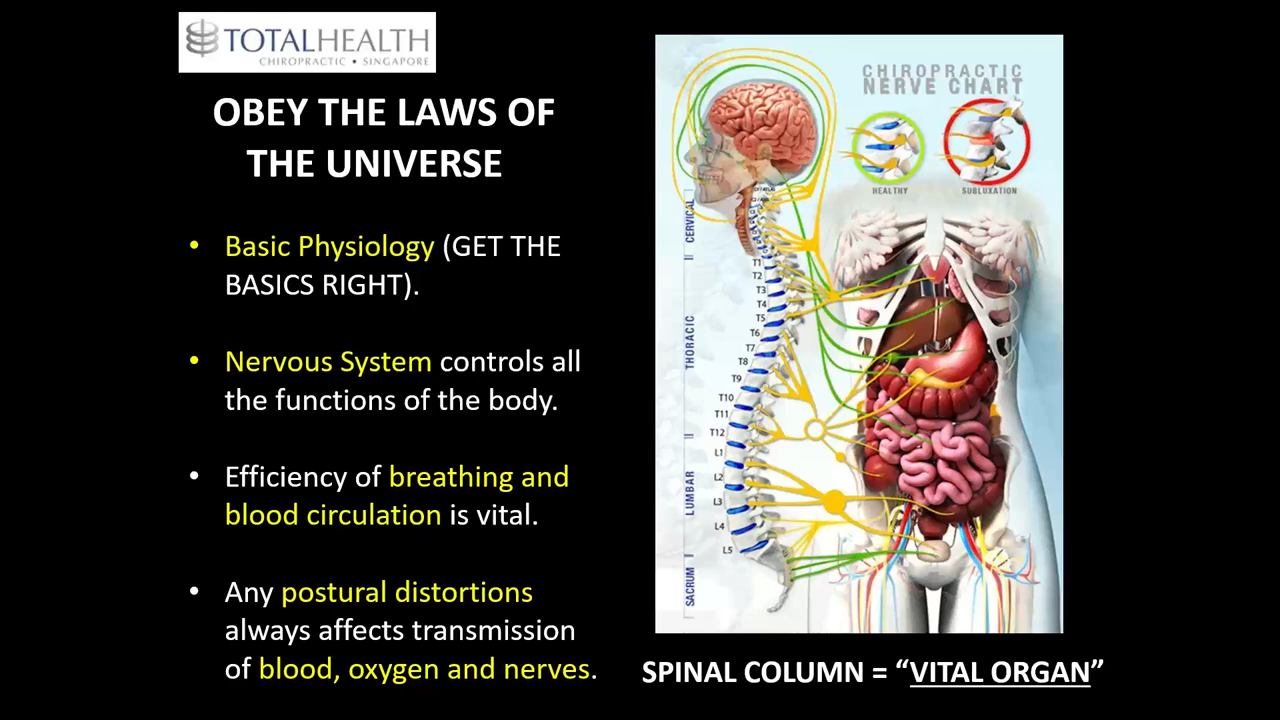 TOTALHEALTH
CHIROPRACTIC • SINGAPORE
OBEY THE LAWS OF
THE UNIVERSE
• Basic Physiology (GET THE
BASICS RIGHT).
• Nervous System controls all
the functions of the body.
• Efficiency of breathing and
blood circulation is vital.
• Any postural distortions
always affects transmission
of blood, oxygen and nerves.
CHIROPRACTIC
NERVE CHART
HEALTHY
SUBLUXATION
CERVICAL
T1
T2
T3
T4
T5
T6
T7
T8
T9
T10
T11
T12
THORACIC
L1
L2
L3
L4
L5
LUMBAR
SACRUM
SPINAL COLUMN = “VITAL ORGAN”